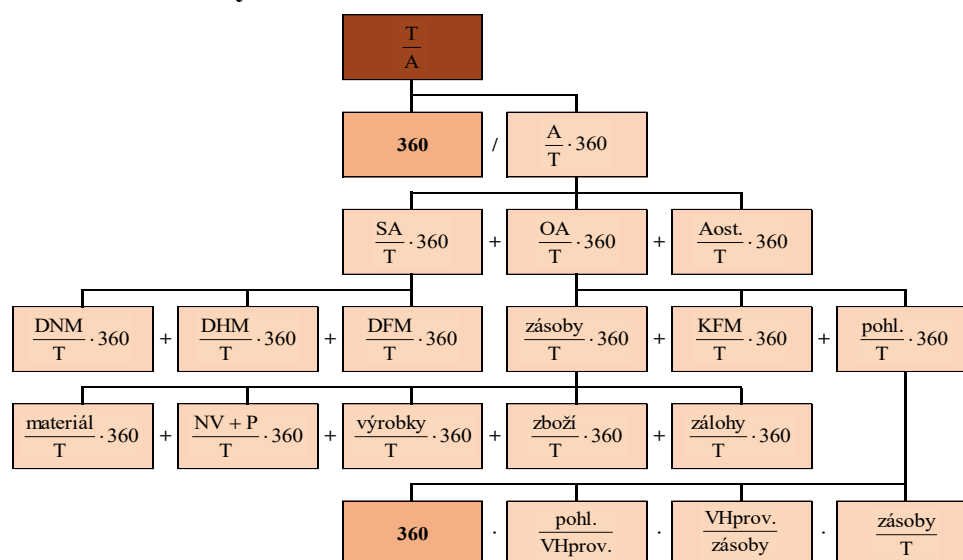 T
A
360 / A/T · 360
SA/T · 360 + OA/T · 360 + Aost./T · 360
DNM/T · 360 + DHM/T · 360 + DFM/T · 360 zásoby/T · 360 + KFM/T · 360 + pohl./T · 360
materiál/T · 360 + NV + P/T · 360 + výrobky/T · 360 + zboží/T · 360 + zálohy/T · 360
360 · pohl./VHprov. · VHprov./zásoby · zásoby/T